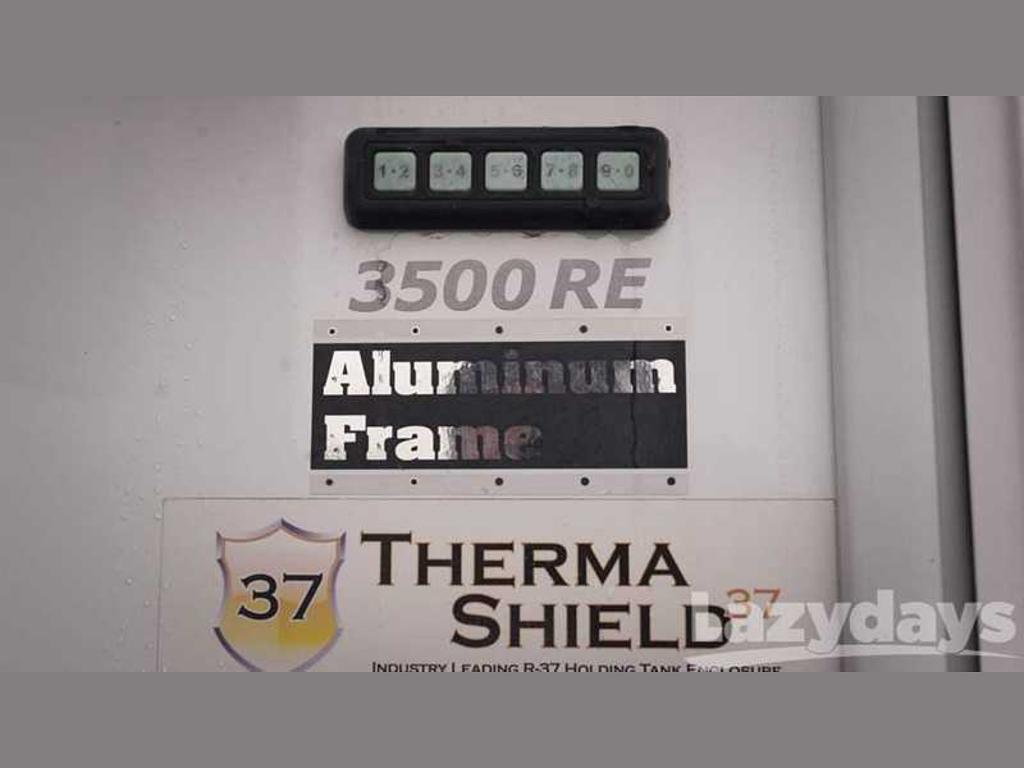 1·2 3·4 5·6 7·8 9·0
3500 RE
Aluminum
Frame
37
THERMA
SHIELD 37
INDUSTRY LEADING R-37 HOLDING TANK ENCLOSURE
Lazydays